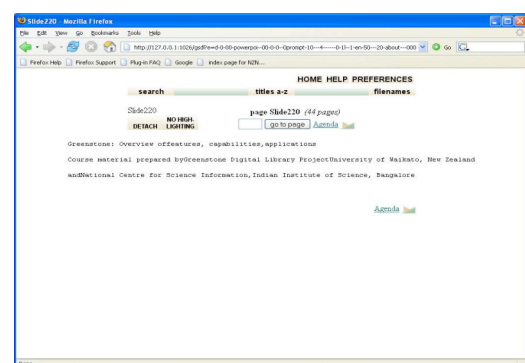 Slide220 - Mozilla Firefox
File Edit View Go Bookmarks Tools Help
Go
Firefox Help Firefox Support Plug-in FAQ Google index page for NZN...
HOME HELP PREFERENCES
search titles a-z filenames
Slide220
page Slide220 (44 pages)
NO HIGH-
DETACH LIGHTING
go to page Agenda
Greenstone: Overview offeatures, capabilities,applications
Course material prepared byGreenstone Digital Library ProjectUniversity of Waikato, New Zealand
andNational Centre for Science Information,Indian Institute of Science, Bangalore
Agenda